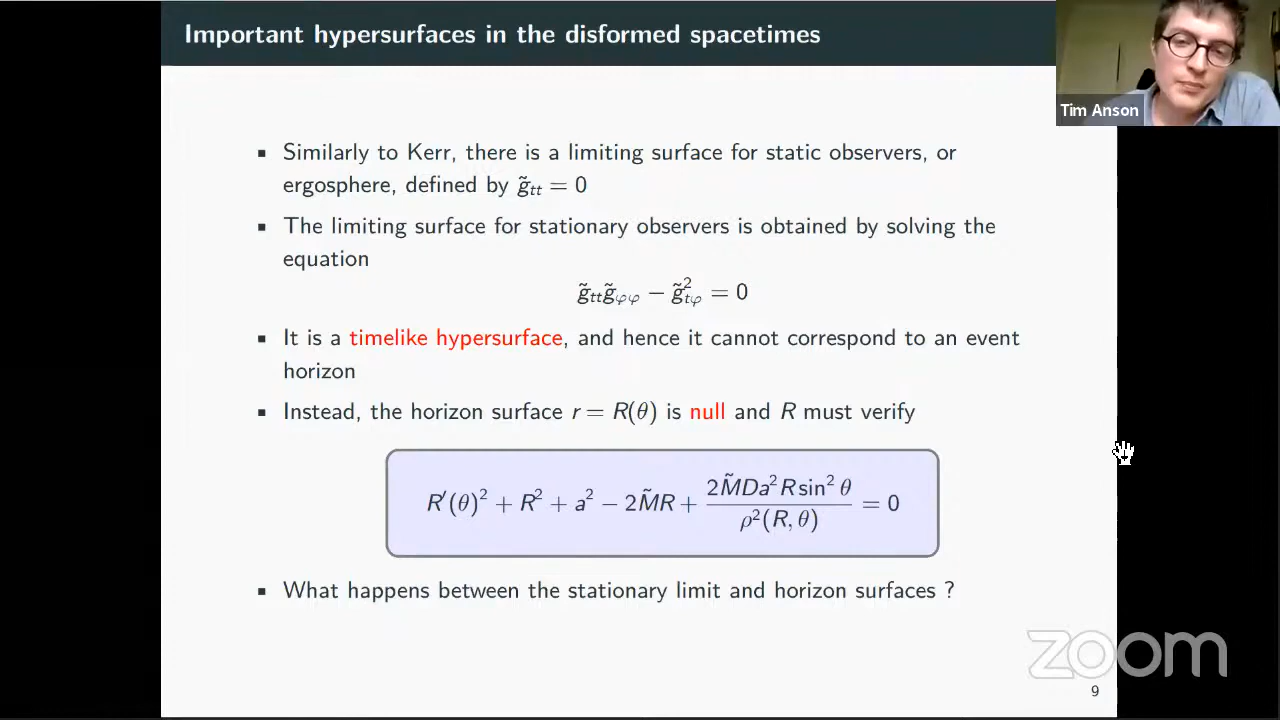 Important hypersurfaces in the disformed spacetimes
Tim Anson
▪ Similarly to Kerr, there is a limiting surface for static observers, or
ergosphere, defined by g̃_tt = 0
▪ The limiting surface for stationary observers is obtained by solving the
equation
g̃_tt g̃_φφ − g̃²_tφ = 0
▪ It is a timelike hypersurface, and hence it cannot correspond to an event
horizon
▪ Instead, the horizon surface r = R(θ) is null and R must verify
R′(θ)² + R² + a² − 2M̃R + 2M̃Da²R sin² θ / ρ²(R, θ) = 0
▪ What happens between the stationary limit and horizon surfaces ?
zoom
9